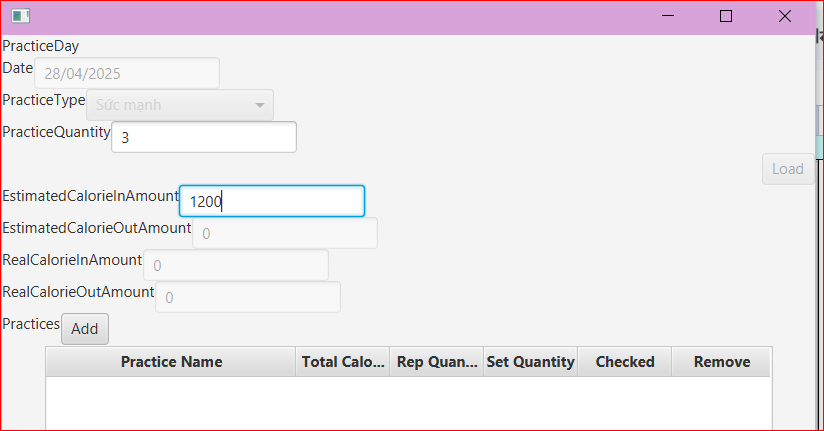 PracticeDay
Date 28/04/2025
PracticeType Sức mạnh
PracticeQuantity 3
Load
EstimatedCalorieInAmount 1200
EstimatedCalorieOutAmount 0
RealCalorieInAmount 0
RealCalorieOutAmount 0
Practices Add
Practice Name Total Calo... Rep Quan... Set Quantity Checked Remove